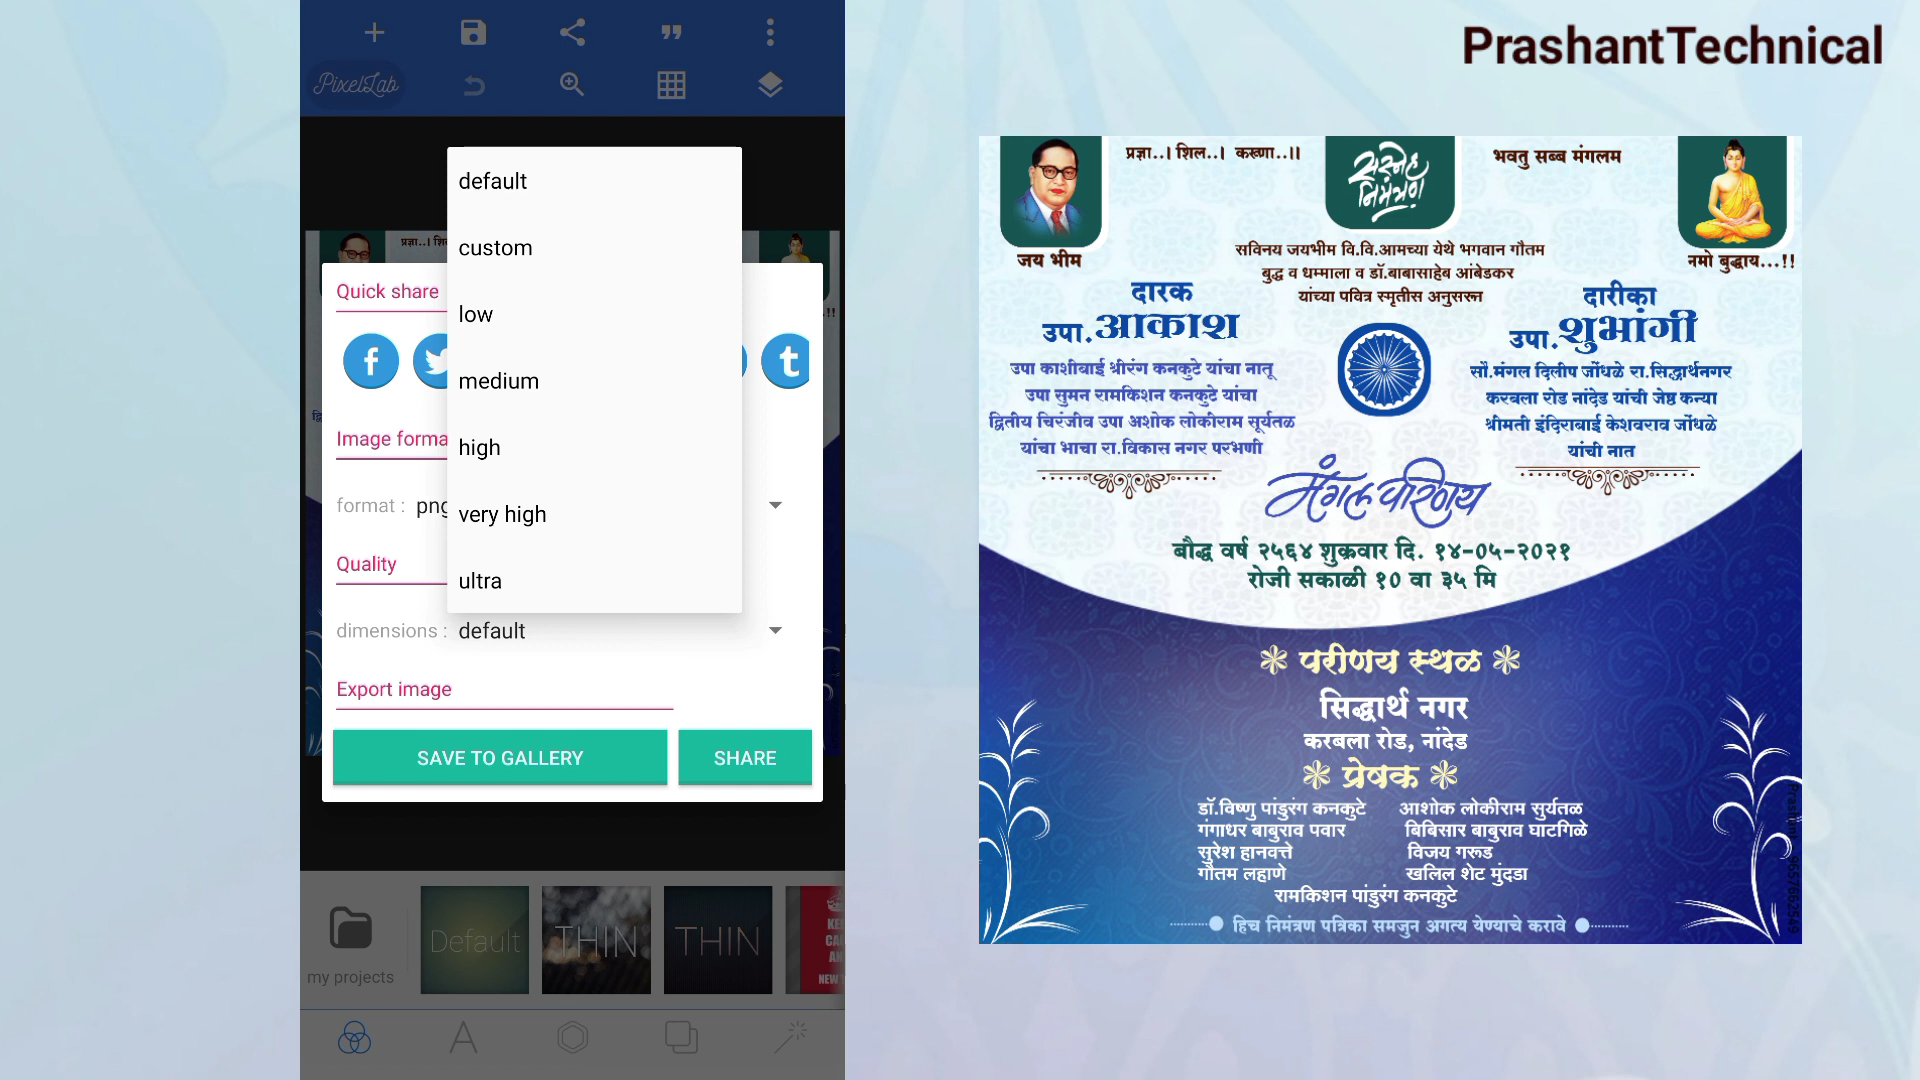 PrashantTechnical
PixelLab
default
custom
low
medium
high
very high
ultra
Quick share
Image forma
format : png
Quality
dimensions : default
Export image
SAVE TO GALLERY
SHARE
my projects
Default
THIN
THIN
प्रज्ञा..। शिल..। करुणा..॥
सस्नेह
निमंत्रण
भवतु सब्ब मंगलम
जय भीम
नमो बुद्धाय...!!
सविनय जयभीम वि.वि.आमच्या येथे भगवान गौतम
बुद्ध व धम्माला व डॉ.बाबासाहेब आंबेडकर
यांच्या पवित्र स्मृतीस अनुसरून
दारक
उपा.आकाश
उपा काशीबाई श्रीरंग कनकुटे यांचा नातू
उपा सुमन रामकिशन कनकुटे यांचा
द्वितीय चिरंजीव उपा अशोक लोकीराम सूर्यतळ
यांचा भाचा रा.विकास नगर परभणी
दारीका
उपा.शुभांगी
सौ.मंगल दिलीप जोंधळे रा.सिद्धार्थनगर
करबला रोड नांदेड यांची जेष्ठ कन्या
श्रीमती इंदिराबाई केशवराव जोंधळे
यांची नात
मंगल परिणय
बौद्ध वर्ष २५६४ शुक्रवार दि. १४-०५-२०२१
रोजी सकाळी १० वा ३५ मि
परीणय स्थळ
सिद्धार्थ नगर
करबला रोड, नांदेड
प्रेषक
डॉ.विष्णु पांडुरंग कनकुटे आशोक लोकीराम सुर्यतळ
गंगाधर बाबुराव पवार बिबिसार बाबुराव घाटगिळे
सुरेश हानवत्ते विजय गरूड
गौतम लहाणे खलिल शेट मुंदडा
रामकिशन पांडुरंग कनकुटे
हिच निमंत्रण पत्रिका समजुन अगत्य येण्याचे करावे